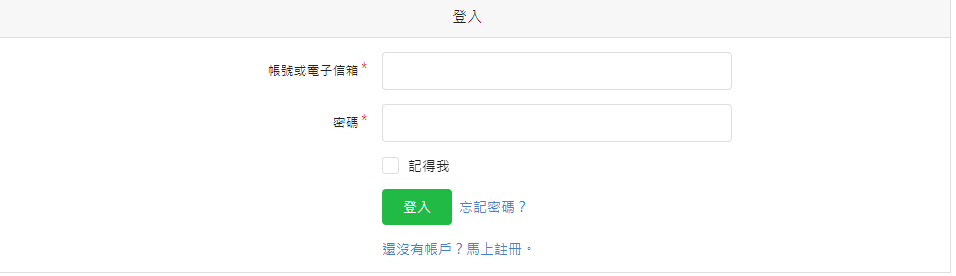 登入
帳號或電子信箱*
密碼*
記得我
登入 忘記密碼？
還沒有帳戶？馬上註冊。